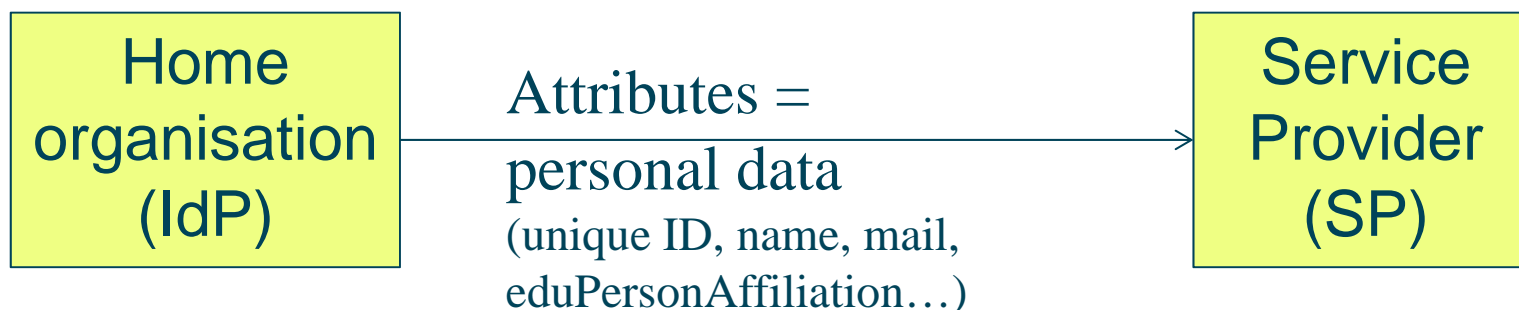 Home
organisation
(IdP)
Attributes =
personal data
(unique ID, name, mail,
eduPersonAffiliation…)
Service
Provider
(SP)